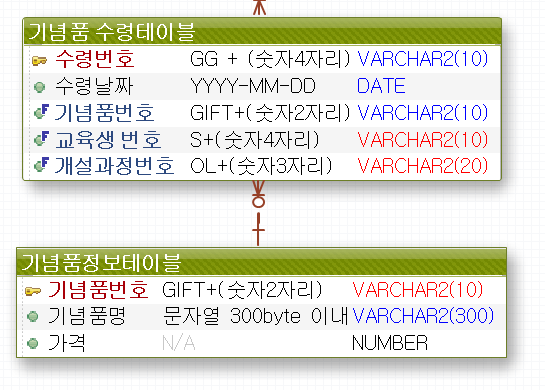 기념품 수령테이블
수령번호 GG + (숫자4자리) VARCHAR2(10)
수령날짜 YYYY-MM-DD DATE
기념품번호 GIFT+(숫자2자리) VARCHAR2(10)
교육생 번호 S+(숫자4자리) VARCHAR2(10)
개설과정번호 OL+(숫자3자리) VARCHAR2(20)
기념품정보테이블
기념품번호 GIFT+(숫자2자리) VARCHAR2(10)
기념품명 문자열 300byte 이내 VARCHAR2(300)
가격 N/A NUMBER